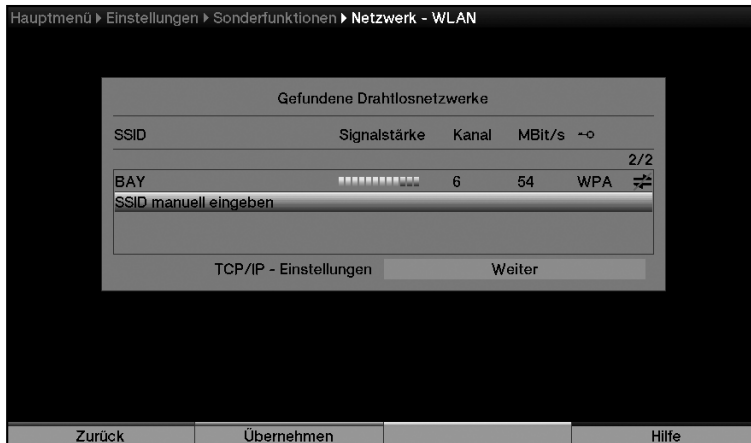 Hauptmenü ▸ Einstellungen ▸ Sonderfunktionen ▸ Netzwerk - WLAN
Gefundene Drahtlosnetzwerke
SSID Signalstärke Kanal MBit/s
2/2
BAY 6 54 WPA
SSID manuell eingeben
TCP/IP - Einstellungen Weiter
Zurück Übernehmen Hilfe